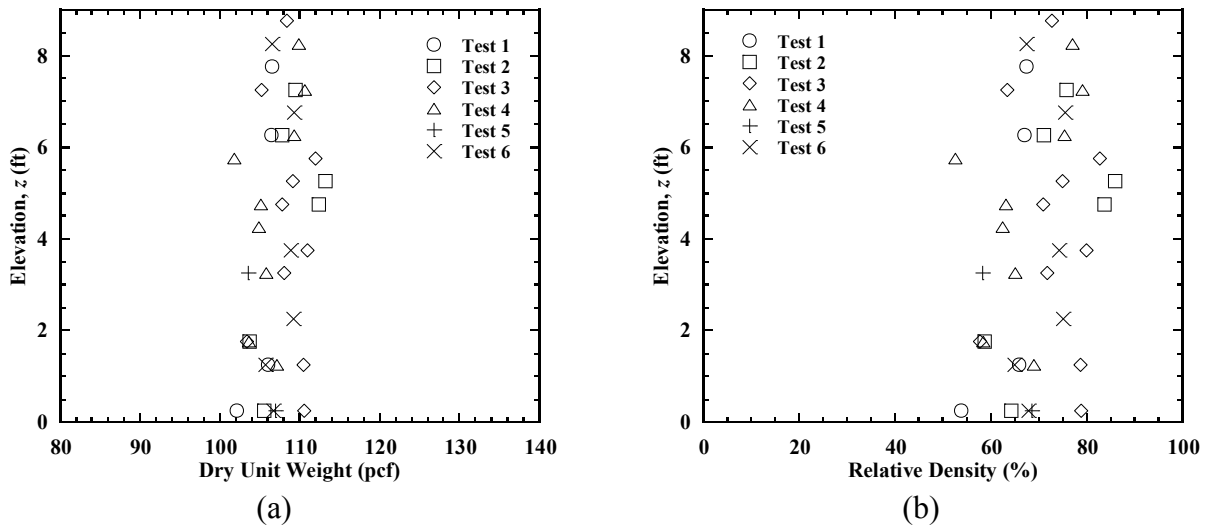 8
6
4
2
0
Elevation, z (ft)
Test 1
Test 2
Test 3
Test 4
Test 5
Test 6
80 90 100 110 120 130 140
Dry Unit Weight (pcf)
(a)
8
6
4
2
0
Elevation, z (ft)
Test 1
Test 2
Test 3
Test 4
Test 5
Test 6
0 20 40 60 80 100
Relative Density (%)
(b)